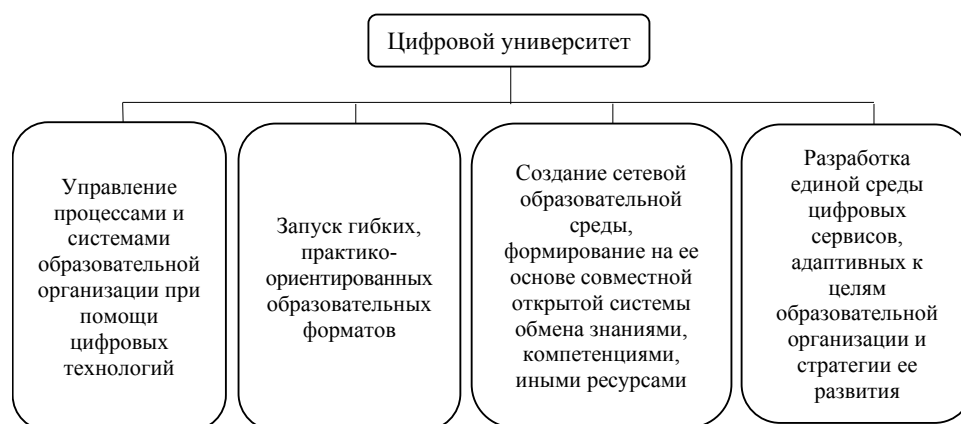 Цифровой университет
Управление
процессами и
системами
образовательной
организации при
помощи
цифровых
технологий
Запуск гибких,
практико-
ориентированных
образовательных
форматов
Создание сетевой
образовательной
среды,
формирование на ее
основе совместной
открытой системы
обмена знаниями,
компетенциями,
иными ресурсами
Разработка
единой среды
цифровых
сервисов,
адаптивных к
целям
образовательной
организации и
стратегии ее
развития